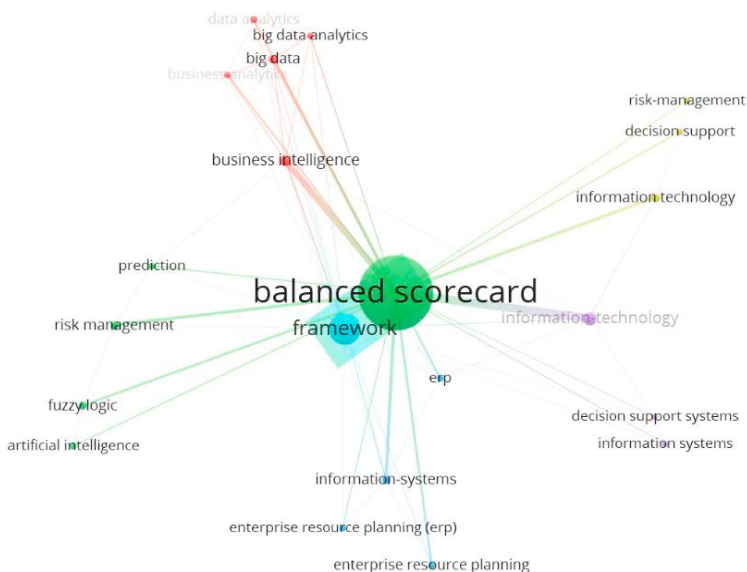 data analytics
big data analytics
big data
business analytics
risk-management
decision support
business intelligence
information technology
prediction
balanced scorecard
information-technology
risk management
framework
erp
fuzzy logic
decision support systems
artificial intelligence
information systems
information-systems
enterprise resource planning (erp)
enterprise resource planning